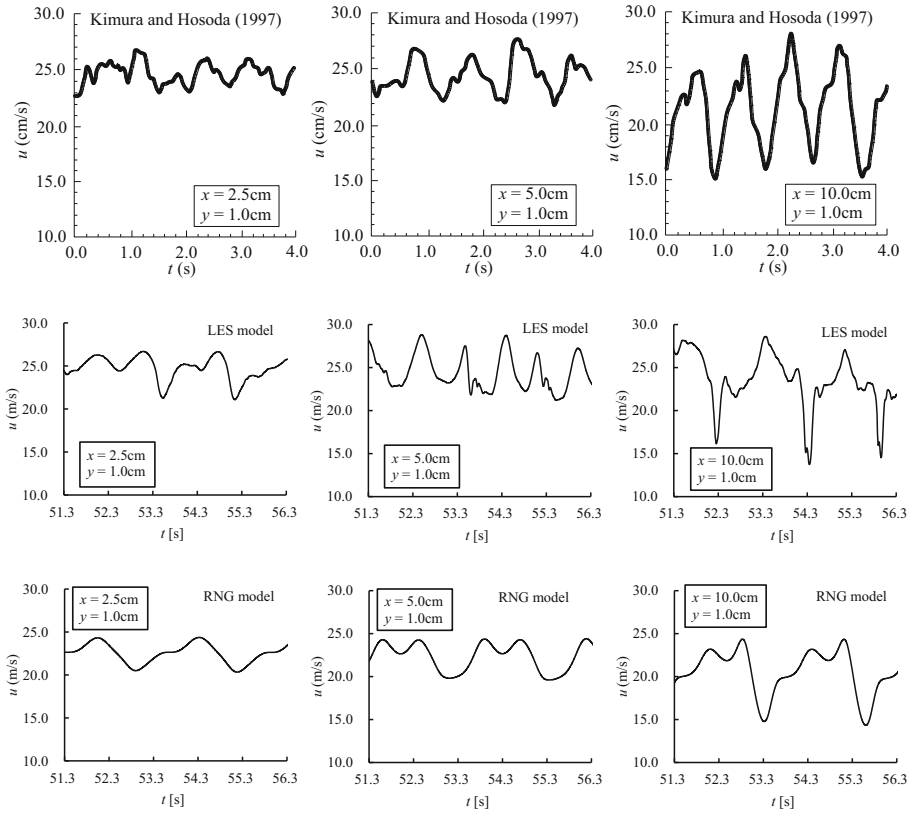 Kimura and Hosoda (1997)
30.0
25.0
20.0
15.0
10.0
u (cm/s)
x = 2.5cm
y = 1.0cm
0.0 1.0 2.0 3.0 4.0
t (s)
Kimura and Hosoda (1997)
30.0
25.0
20.0
15.0
10.0
u (cm/s)
x = 5.0cm
y = 1.0cm
0.0 1.0 2.0 3.0 4.0
t (s)
Kimura and Hosoda (1997)
30.0
25.0
20.0
15.0
10.0
u (cm/s)
x = 10.0cm
y = 1.0cm
0.0 1.0 2.0 3.0 4.0
t (s)
LES model
30.0
25.0
20.0
15.0
10.0
u (m/s)
x = 2.5cm
y = 1.0cm
51.3 52.3 53.3 54.3 55.3 56.3
t [s]
LES model
30.0
25.0
20.0
15.0
10.0
u (m/s)
x = 5.0cm
y = 1.0cm
51.3 52.3 53.3 54.3 55.3 56.3
t [s]
LES model
30.0
25.0
20.0
15.0
10.0
u (m/s)
x = 10.0cm
y = 1.0cm
51.3 52.3 53.3 54.3 55.3 56.3
t [s]
RNG model
30.0
25.0
20.0
15.0
10.0
u (m/s)
x = 2.5cm
y = 1.0cm
51.3 52.3 53.3 54.3 55.3 56.3
t [s]
RNG model
30.0
25.0
20.0
15.0
10.0
u (m/s)
x = 5.0cm
y = 1.0cm
51.3 52.3 53.3 54.3 55.3 56.3
t [s]
RNG model
30.0
25.0
20.0
15.0
10.0
u (m/s)
x = 10.0cm
y = 1.0cm
51.3 52.3 53.3 54.3 55.3 56.3
t [s]